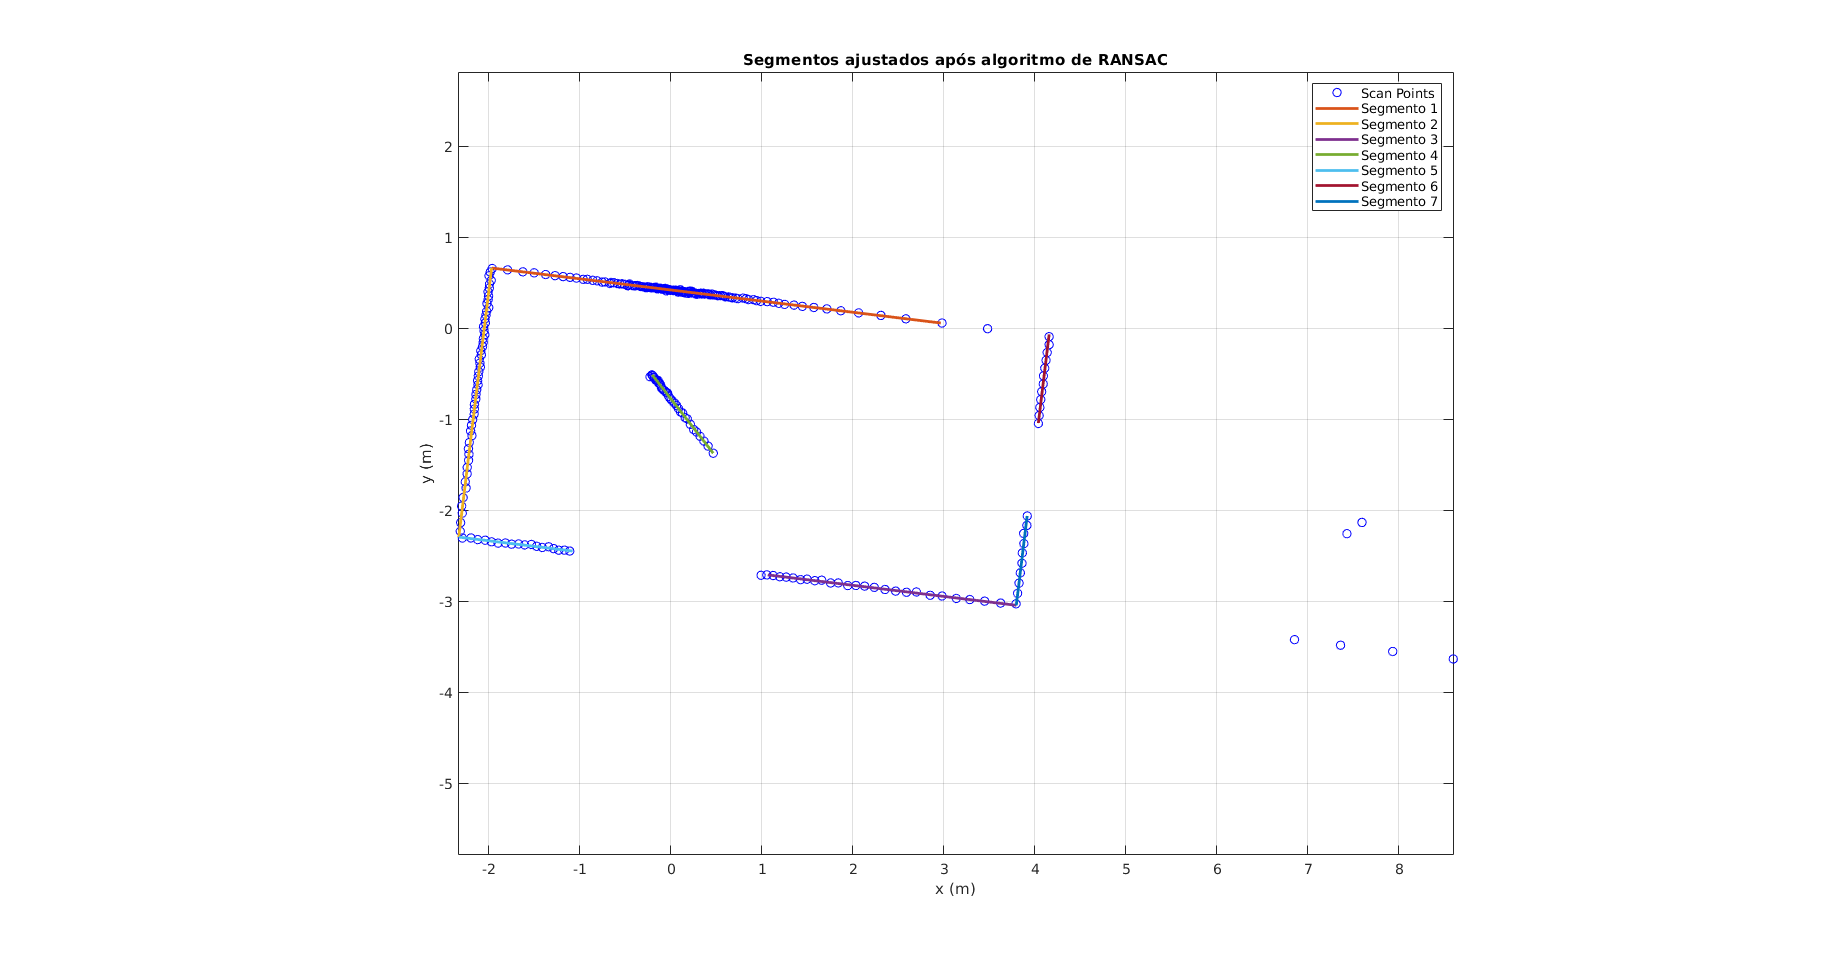 Segmentos ajustados após algoritmo de RANSAC
Scan Points
Segmento 1
Segmento 2
Segmento 3
Segmento 4
Segmento 5
Segmento 6
Segmento 7
2
1
0
-1
-2
-3
-4
-5
y (m)
-2 -1 0 1 2 3 4 5 6 7 8
x (m)